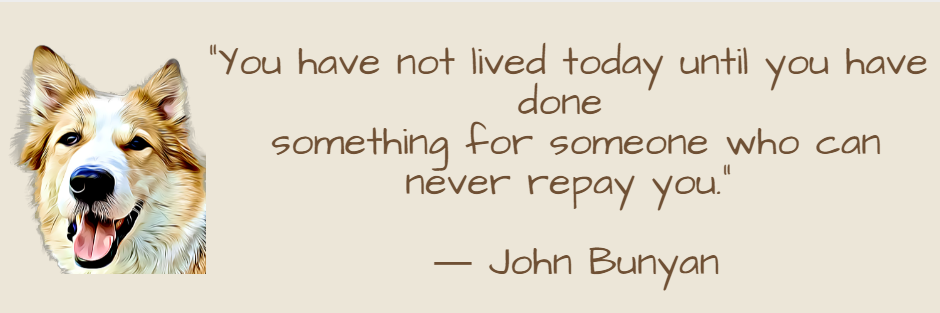 "You have not lived today until you have
done
something for someone who can
never repay you."
— John Bunyan